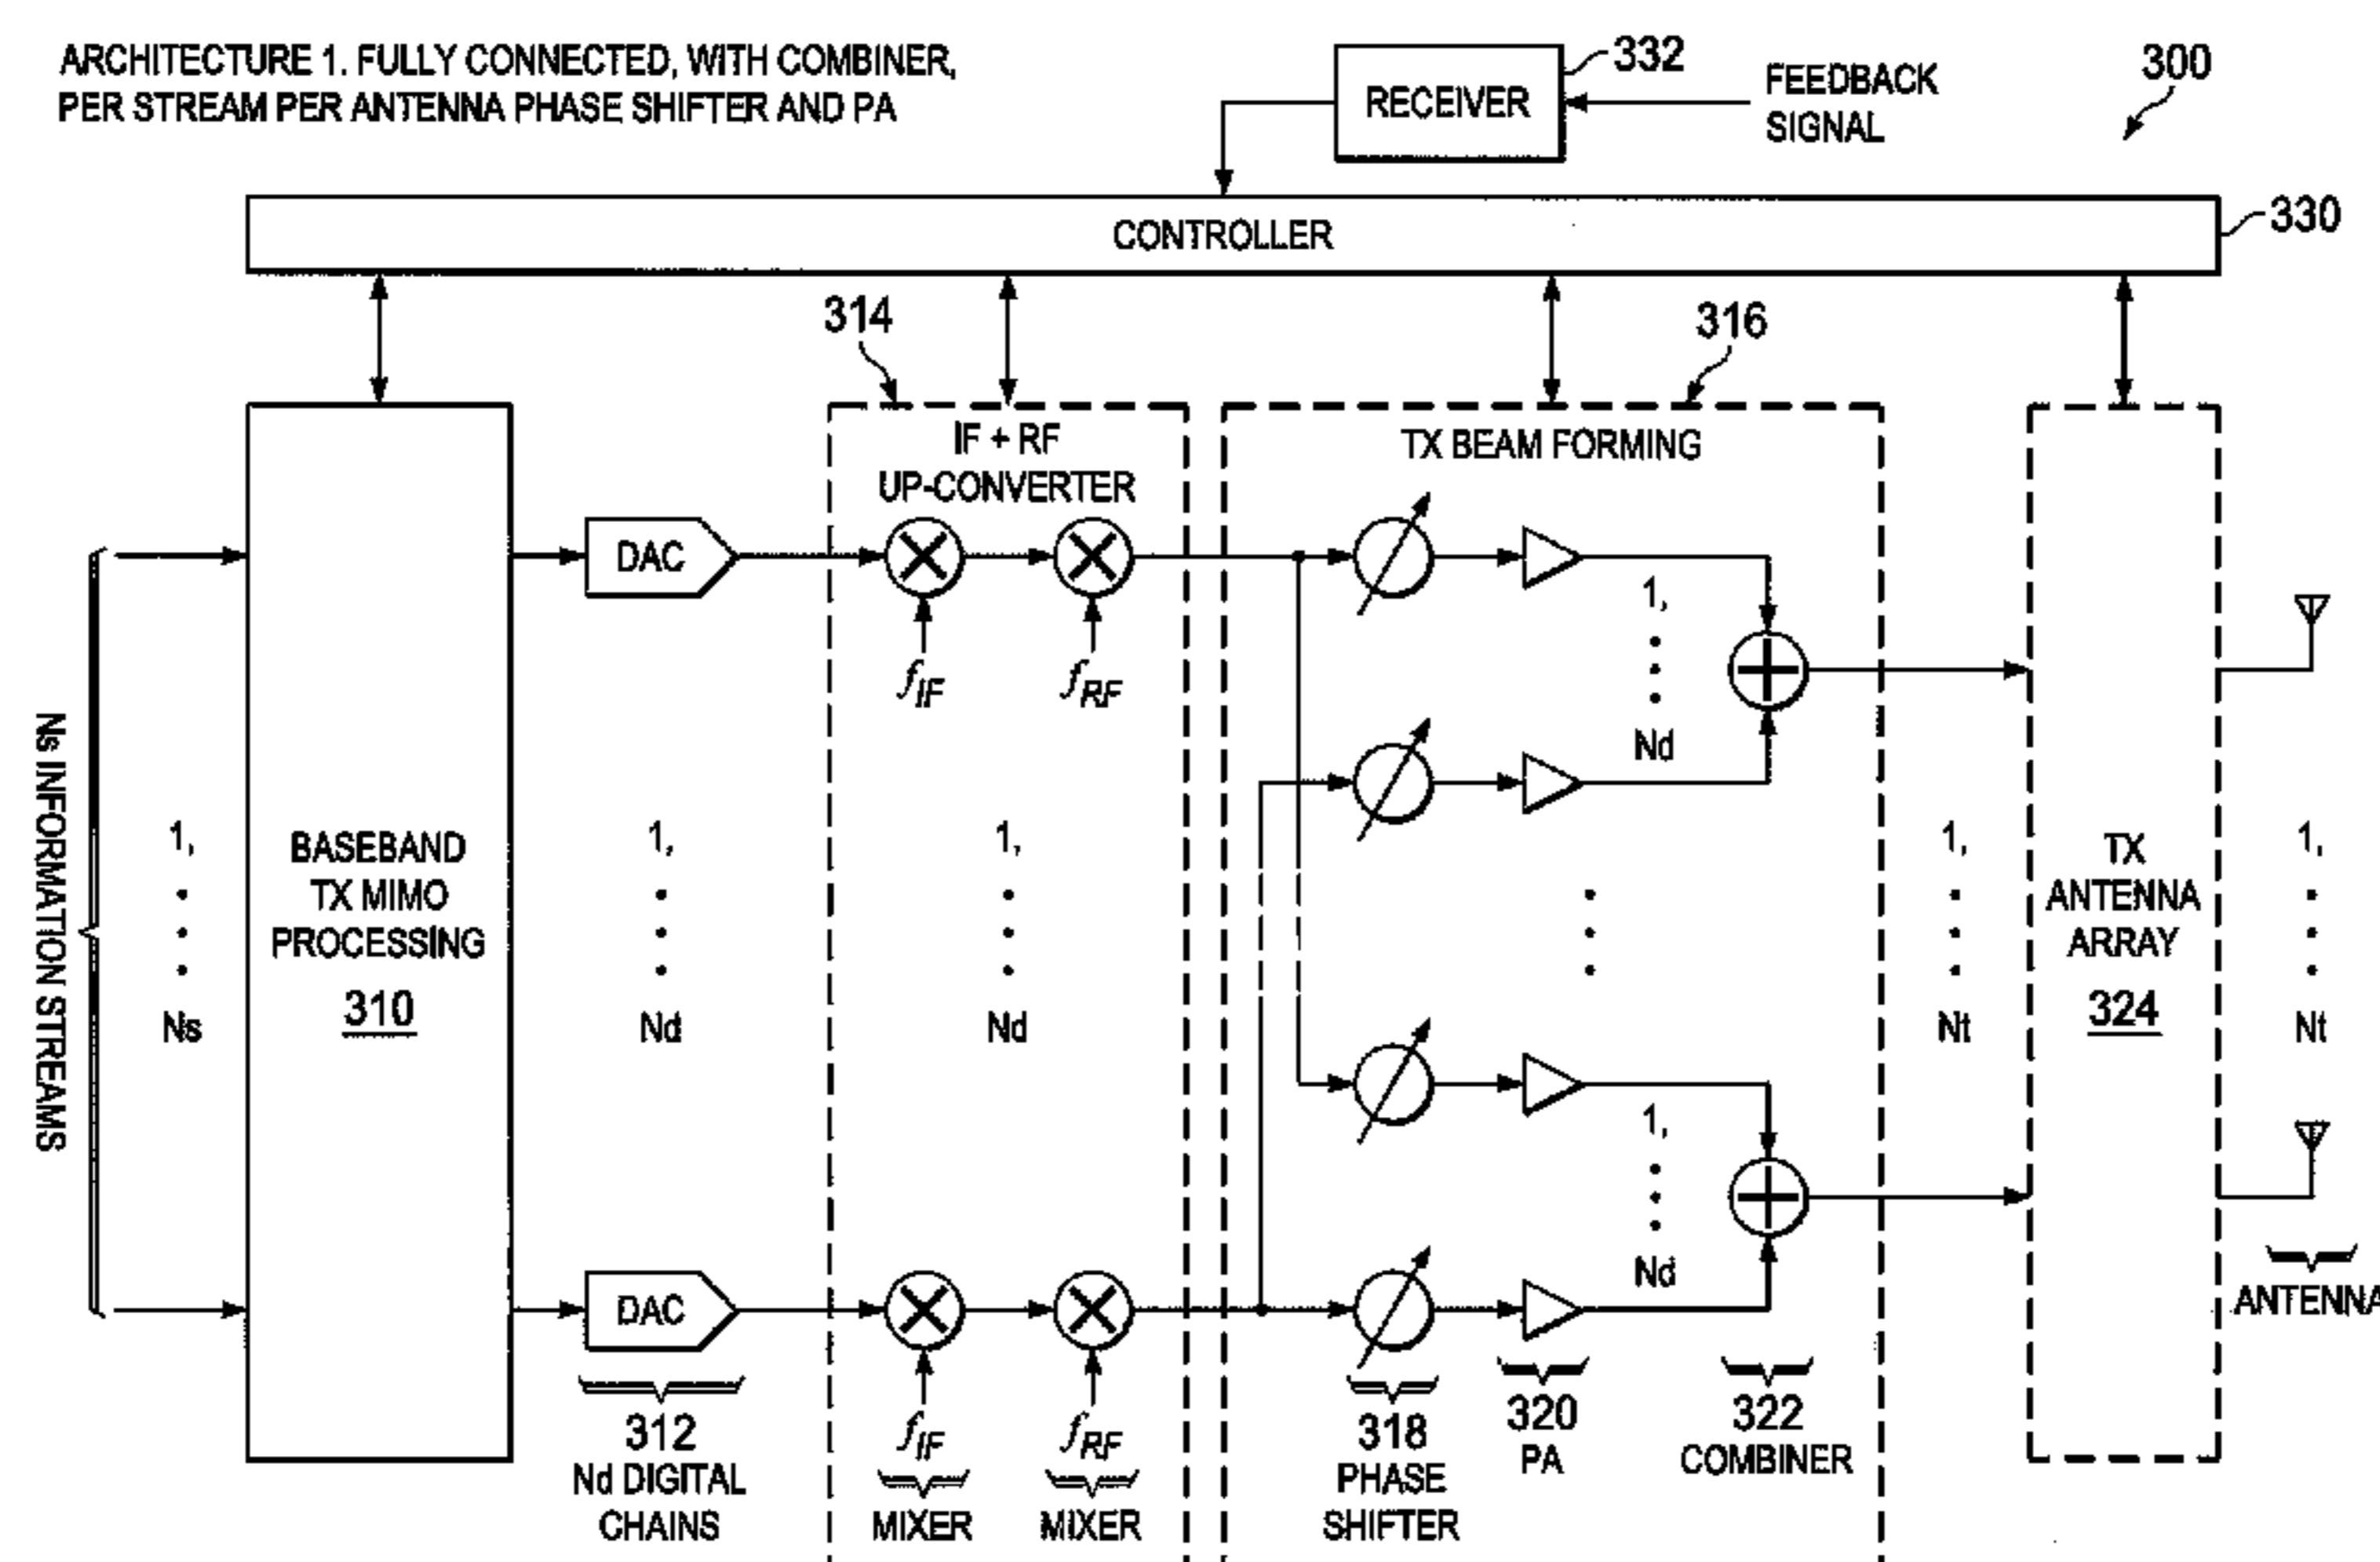 ARCHITECTURE 1. FULLY CONNECTED, WITH COMBINER,
PER STREAM PER ANTENNA PHASE SHIFTER AND PA
RECEIVER
332
FEEDBACK
SIGNAL
300
CONTROLLER
330
314
316
IF + RF
UP-CONVERTER
TX BEAM FORMING
DAC
fIF
fRF
1,
Nd
Ns INFORMATION STREAMS
1,
Ns
BASEBAND
TX MIMO
PROCESSING
310
1,
Nd
1,
Nd
1,
Nt
TX
ANTENNA
ARRAY
324
1,
Nt
1,
Nd
DAC
fIF
fRF
312
Nd DIGITAL
CHAINS
MIXER
MIXER
318
PHASE
SHIFTER
320
PA
322
COMBINER
ANTENNA